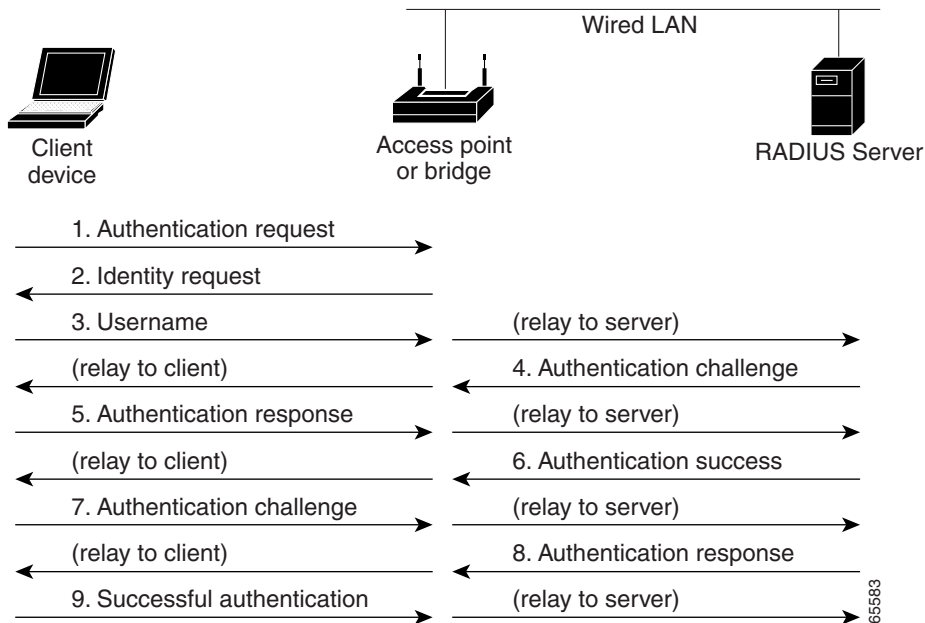 Wired LAN
Client
device
Access point
or bridge
RADIUS Server
1. Authentication request
2. Identity request
3. Username
(relay to server)
(relay to client)
4. Authentication challenge
5. Authentication response
(relay to server)
(relay to client)
6. Authentication success
7. Authentication challenge
(relay to server)
(relay to client)
8. Authentication response
9. Successful authentication
(relay to server)
65583